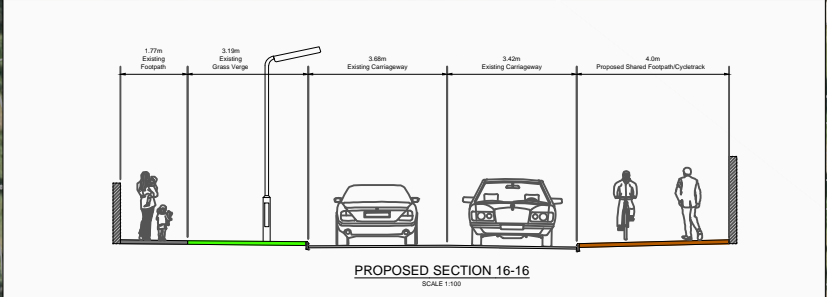 1.77m
Existing
Footpath
3.19m
Existing
Grass Verge
3.68m
Existing Carriageway
3.42m
Existing Carriageway
4.0m
Proposed Shared Footpath/Cycletrack
PROPOSED SECTION 16-16
SCALE 1:100